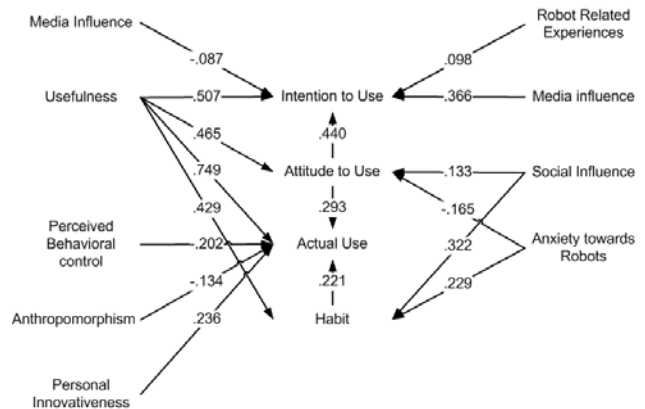 Media Influence
Robot Related
Experiences
-.087
.098
Usefulness
.507
Intention to Use
.366
Media influence
.465
.440
.749
Attitude to Use
.133
Social Influence
.429
.293
-.165
Perceived
Behavioral
control
-.202
Actual Use
.322
Anxiety towards
Robots
-.134
.221
.229
Anthropomorphism
.236
Habit
Personal
Innovativeness